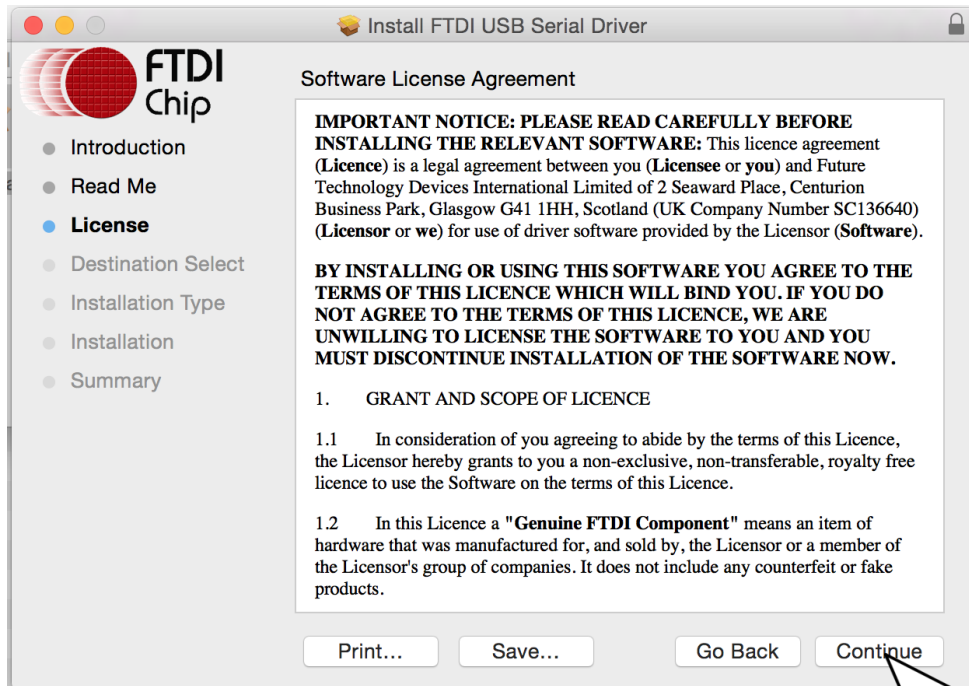 Install FTDI USB Serial Driver
FTDI
Chip
Introduction
Read Me
License
Destination Select
Installation Type
Installation
Summary
Software License Agreement
IMPORTANT NOTICE: PLEASE READ CAREFULLY BEFORE
INSTALLING THE RELEVANT SOFTWARE: This licence agreement
(Licence) is a legal agreement between you (Licensee or you) and Future
Technology Devices International Limited of 2 Seaward Place, Centurion
Business Park, Glasgow G41 1HH, Scotland (UK Company Number SC136640)
(Licensor or we) for use of driver software provided by the Licensor (Software).
BY INSTALLING OR USING THIS SOFTWARE YOU AGREE TO THE
TERMS OF THIS LICENCE WHICH WILL BIND YOU. IF YOU DO
NOT AGREE TO THE TERMS OF THIS LICENCE, WE ARE
UNWILLING TO LICENSE THE SOFTWARE TO YOU AND YOU
MUST DISCONTINUE INSTALLATION OF THE SOFTWARE NOW.
1. GRANT AND SCOPE OF LICENCE
1.1 In consideration of you agreeing to abide by the terms of this Licence,
the Licensor hereby grants to you a non-exclusive, non-transferable, royalty free
licence to use the Software on the terms of this Licence.
1.2 In this Licence a "Genuine FTDI Component" means an item of
hardware that was manufactured for, and sold by, the Licensor or a member of
the Licensor's group of companies. It does not include any counterfeit or fake
products.
Print... Save... Go Back Continue